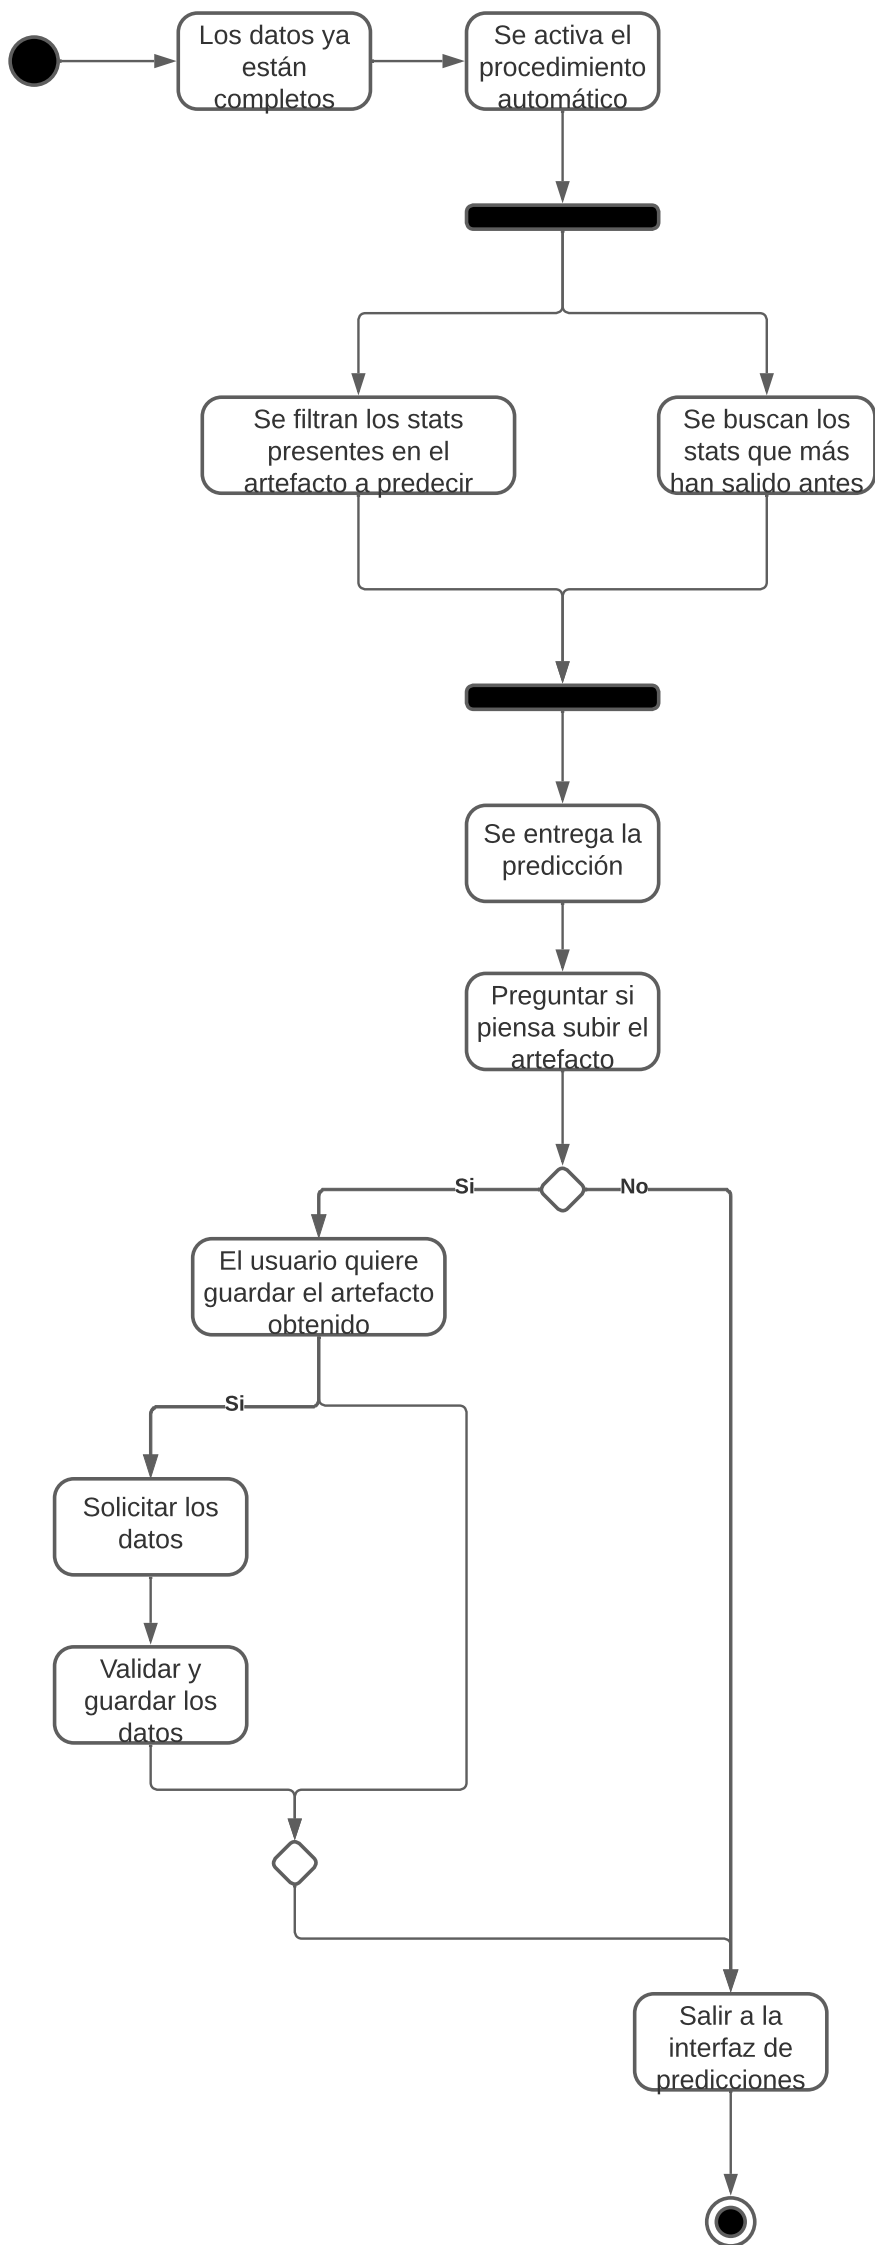 Los datos ya
están
completos
Se activa el
procedimiento
automático
Se filtran los stats
presentes en el
artefacto a predecir
Se buscan los
stats que más
han salido antes
Se entrega la
predicción
Preguntar si
piensa subir el
artefacto
Si
No
El usuario quiere
guardar el artefacto
obtenido
Si
Solicitar los
datos
Validar y
guardar los
datos
Salir a la
interfaz de
predicciones